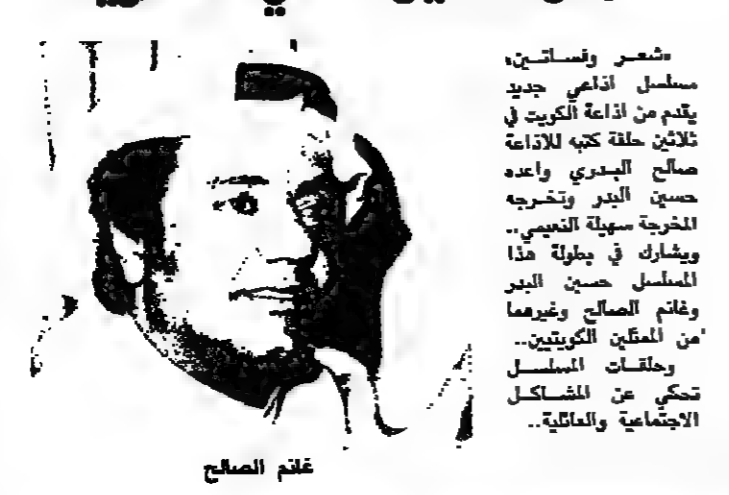 «شعر وفساتين»
مسلسل اذاعي جديد
يقدم من اذاعة الكويت في
ثلاثين حلقة كتبه للاذاعة
صالح البدري واعده
حسين البدر وتخرجه
المخرجة سهيلة النعيمي..
ويشارك في بطولة هذا
المسلسل حسين البدر
وغانم الصالح وغيرهما
من الممثلين الكويتيين..
وحلقات المسلسل
تحكي عن المشاكل
الاجتماعية والعائلية..
غانم الصالح